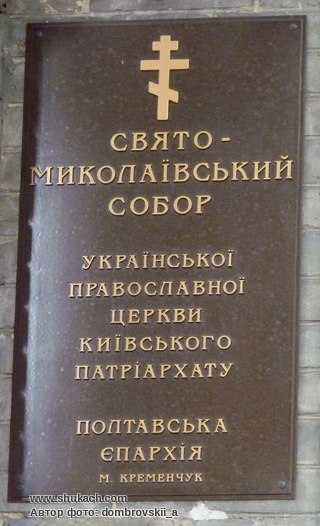 СВЯТО -
МИКОЛАЇВСЬКИЙ
СОБОР
УКРАЇНСЬКОЇ
ПРАВОСЛАВНОЇ
ЦЕРКВИ
КИЇВСЬКОГО
ПАТРІАРХАТУ
ПОЛТАВСЬКА
ЄПАРХІЯ
М. КРЕМЕНЧУК
www.shukach.com
Автор фото: dombrovskii_a